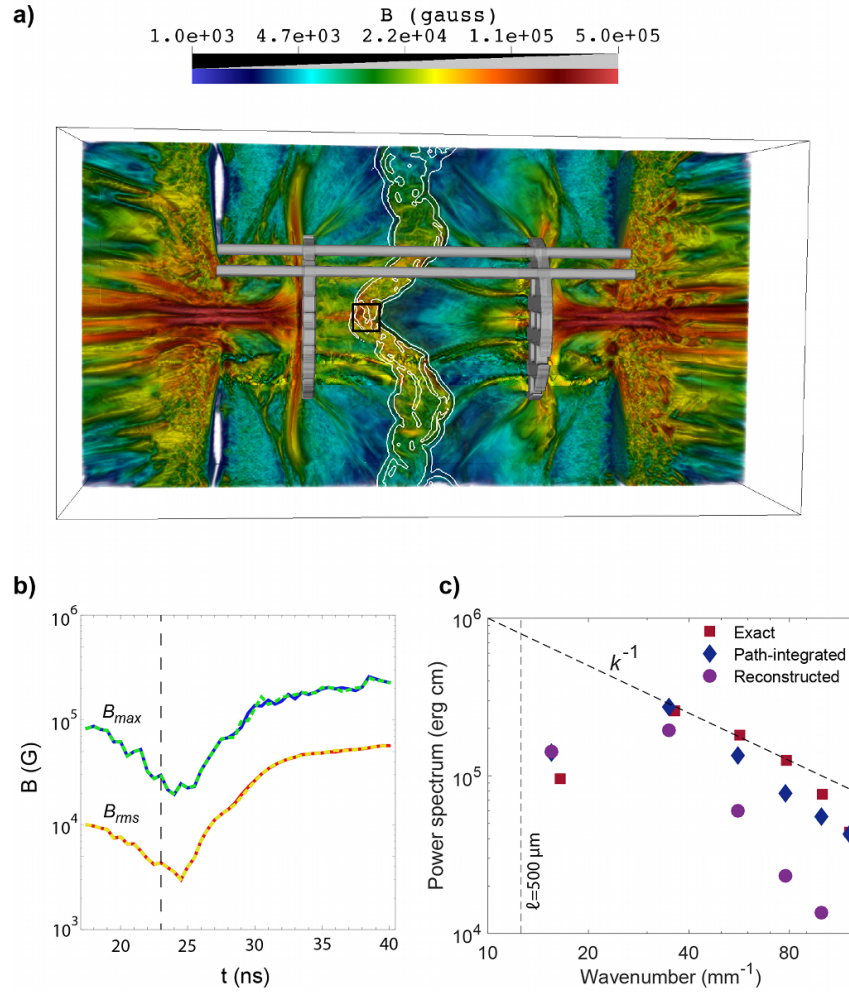 a)
B (gauss)
1.0e+03 4.7e+03 2.2e+04 1.1e+05 5.0e+05
b)
10^6
10^5
10^4
10^3
B (G)
B_max
B_rms
20 25 30 35 40
t (ns)
c)
10^6
10^5
10^4
Power spectrum (erg cm)
k^-1
Exact
Path-integrated
Reconstructed
ℓ=500 μm
10 20 40 80
Wavenumber (mm^-1)